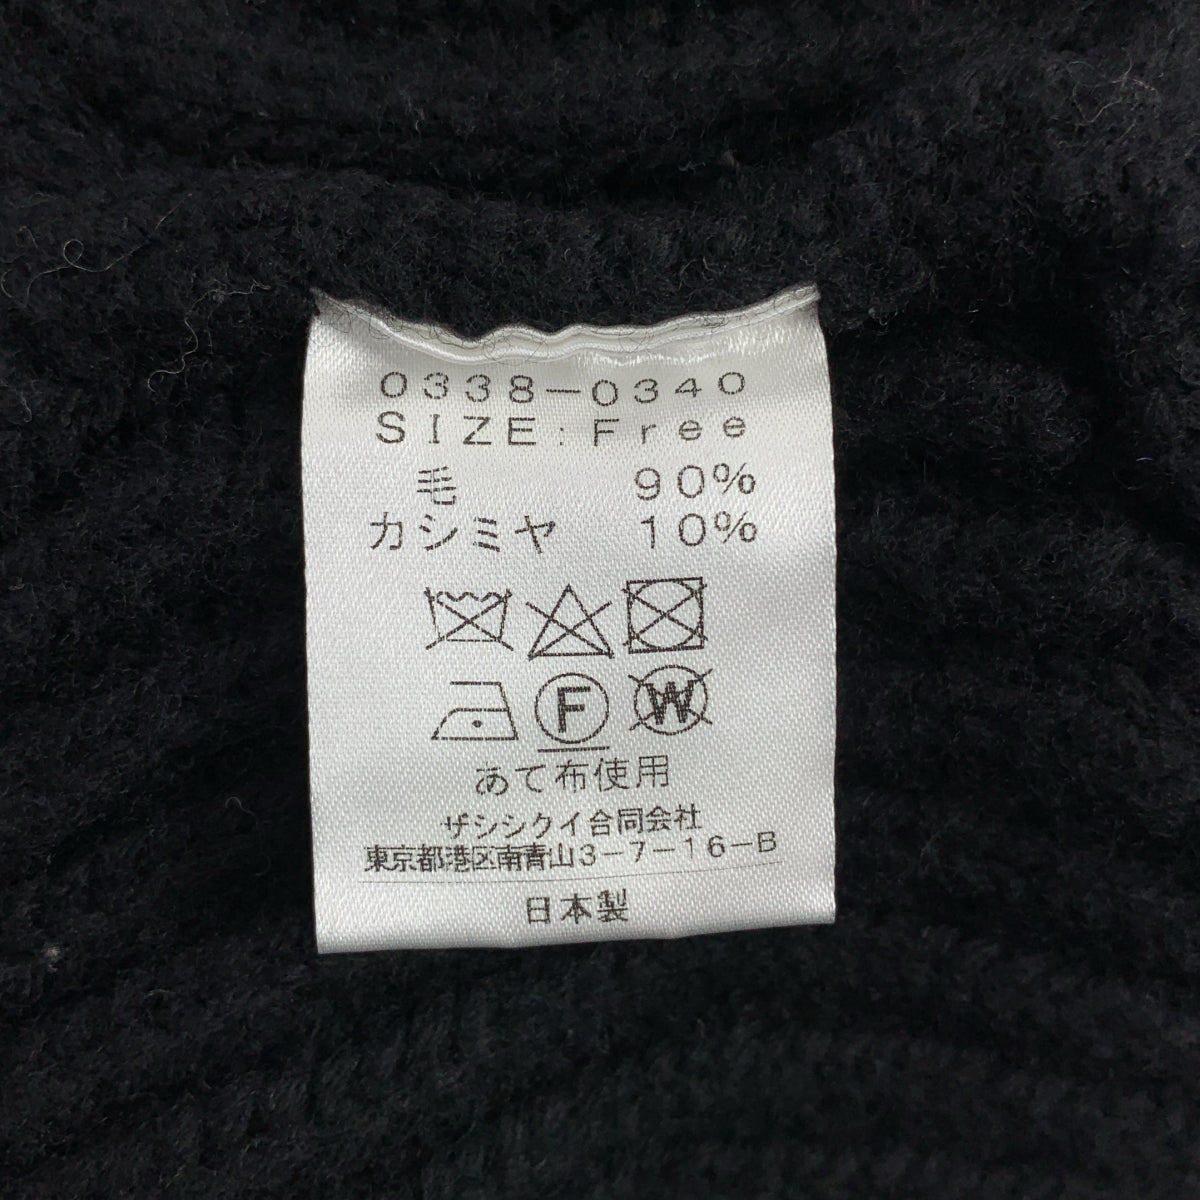 0338-0340
SIZE:Free
毛 90%
カシミヤ 10%
F W
あて布使用
ザシシクイ合同会社
東京都港区南青山3-7-16-B
日本製